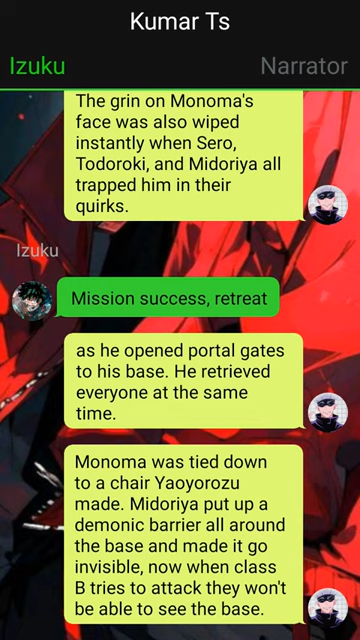 Kumar Ts
Izuku Narrator
The grin on Monoma's
face was also wiped
instantly when Sero,
Todoroki, and Midoriya all
trapped him in their
quirks.
Izuku
Mission success, retreat
as he opened portal gates
to his base. He retrieved
everyone at the same
time.
Monoma was tied down
to a chair Yaoyorozu
made. Midoriya put up a
demonic barrier all around
the base and made it go
invisible, now when class
B tries to attack they won't
be able to see the base.